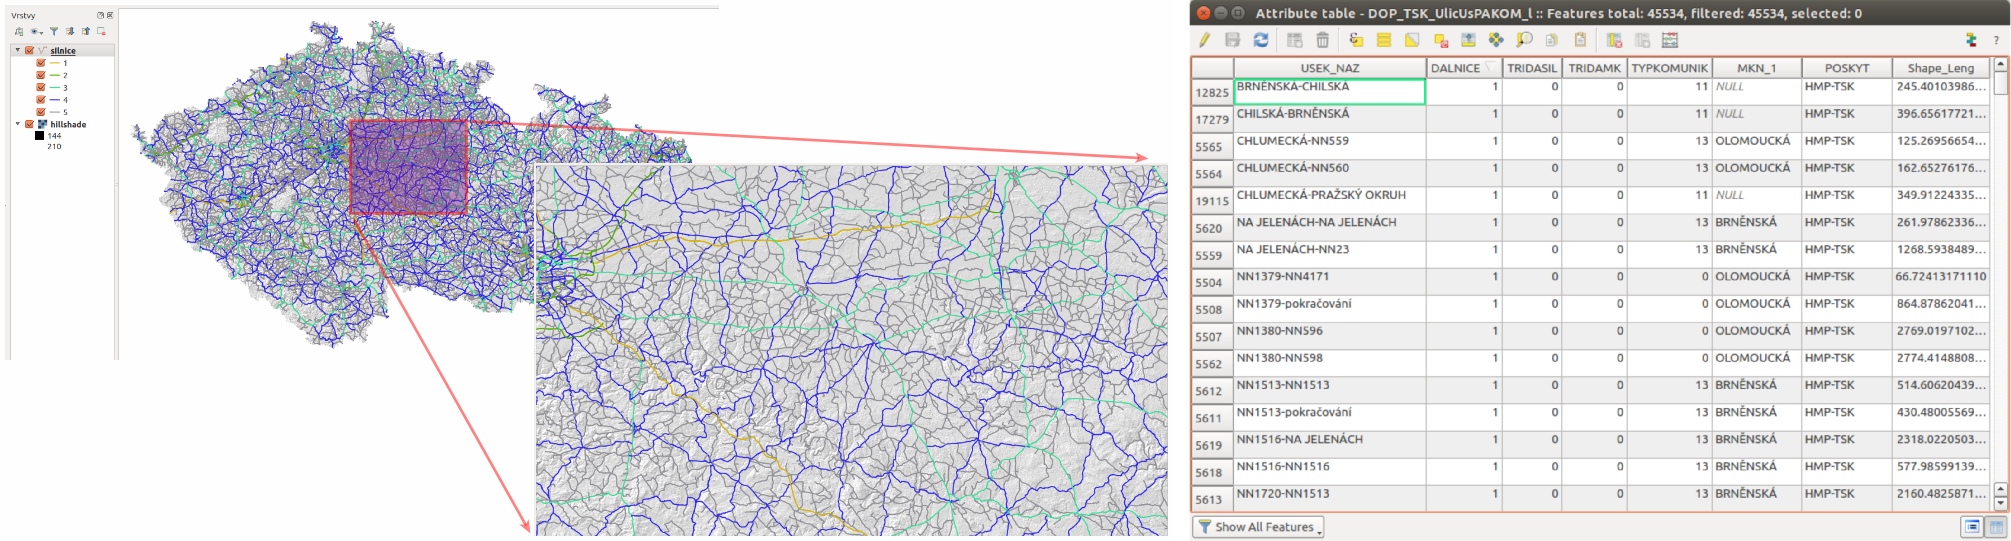 Vrstvy
silnice
1
2
3
4
5
hillshade
144
210
Attribute table - DOP_TSK_UlicUsPAKOM_l :: Features total: 45534, filtered: 45534, selected: 0
?
USEK_NAZ DALNICE TRIDASIL TRIDAMK TYPKOMUNIK MKN_1 POSKYT Shape_Leng
12825 BRNĚNSKÁ-CHILSKÁ 1 0 0 11 NULL HMP-TSK 245.40103986...
17279 CHILSKÁ-BRNĚNSKÁ 1 0 0 11 NULL HMP-TSK 396.65617721...
5565 CHLUMECKÁ-NN559 1 0 0 13 OLOMOUCKÁ HMP-TSK 125.26956654...
5564 CHLUMECKÁ-NN560 1 0 0 13 OLOMOUCKÁ HMP-TSK 162.65276176...
19115 CHLUMECKÁ-PRAŽSKÝ OKRUH 1 0 0 11 NULL HMP-TSK 349.91224335...
5620 NA JELENÁCH-NA JELENÁCH 1 0 0 13 BRNĚNSKÁ HMP-TSK 261.97862336...
5559 NA JELENÁCH-NN23 1 0 0 13 BRNĚNSKÁ HMP-TSK 1268.5938489...
5504 NN1379-NN4171 1 0 0 0 OLOMOUCKÁ HMP-TSK 66.72413171110
5508 NN1379-pokračování 1 0 0 0 OLOMOUCKÁ HMP-TSK 864.87862041...
5507 NN1380-NN596 1 0 0 0 OLOMOUCKÁ HMP-TSK 2769.0197102...
5562 NN1380-NN598 1 0 0 0 OLOMOUCKÁ HMP-TSK 2774.4148808...
5612 NN1513-NN1513 1 0 0 13 BRNĚNSKÁ HMP-TSK 514.60620439...
5611 NN1513-pokračování 1 0 0 13 BRNĚNSKÁ HMP-TSK 430.48005569...
5619 NN1516-NA JELENÁCH 1 0 0 13 BRNĚNSKÁ HMP-TSK 2318.0220503...
5618 NN1516-NN1516 1 0 0 13 BRNĚNSKÁ HMP-TSK 577.98599139...
5613 NN1720-NN1513 1 0 0 13 BRNĚNSKÁ HMP-TSK 2160.4825871...
Show All Features